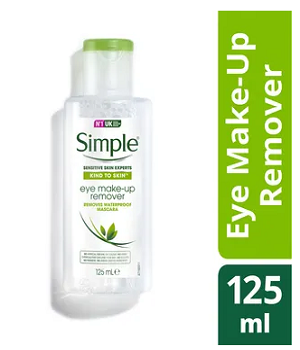 Nº1 UK
Simple®
SENSITIVE SKIN EXPERTS
KIND TO SKIN™
eye make-up
remover
REMOVES WATERPROOF
MASCARA
125 mL ℮
Eye Make-Up
Remover
125
ml